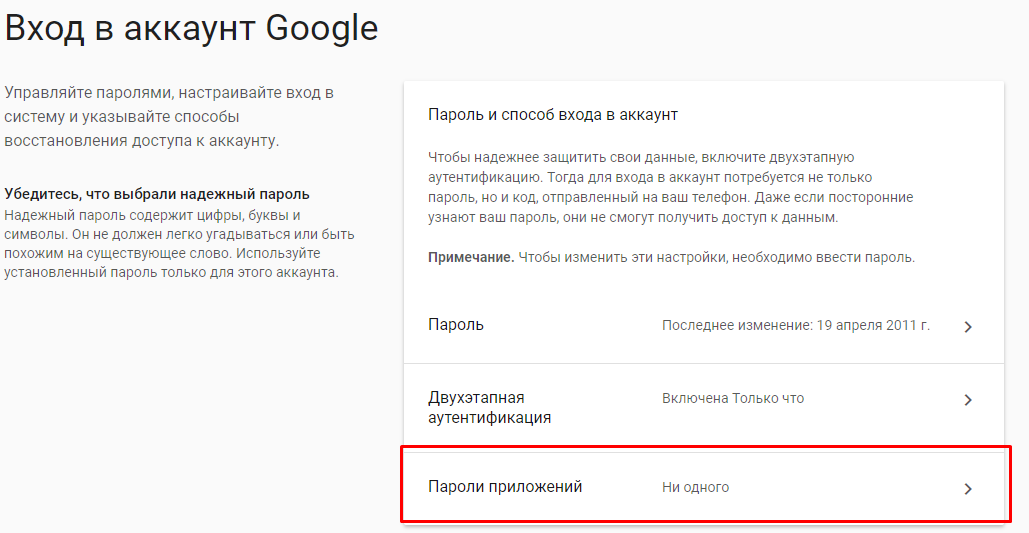 Вход в аккаунт Google
Управляйте паролями, настраивайте вход в
систему и указывайте способы
восстановления доступа к аккаунту.
Убедитесь, что выбрали надежный пароль
Надежный пароль содержит цифры, буквы и
символы. Он не должен легко угадываться или быть
похожим на существующее слово. Используйте
установленный пароль только для этого аккаунта.
Пароль и способ входа в аккаунт
Чтобы надежнее защитить свои данные, включите двухэтапную
аутентификацию. Тогда для входа в аккаунт потребуется не только
пароль, но и код, отправленный на ваш телефон. Даже если посторонние
узнают ваш пароль, они не смогут получить доступ к данным.
Примечание. Чтобы изменить эти настройки, необходимо ввести пароль.
Пароль Последнее изменение: 19 апреля 2011 г.
Двухэтапная Включена Только что
аутентификация
Пароли приложений Ни одного